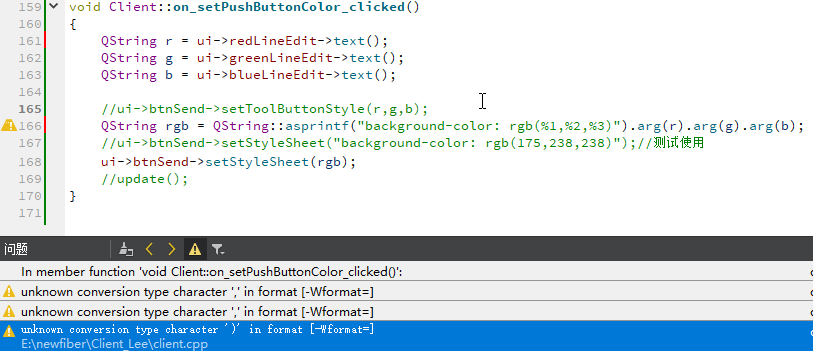 159 void Client::on_setPushButtonColor_clicked()
160 {
161 QString r = ui->redLineEdit->text();
162 QString g = ui->greenLineEdit->text();
163 QString b = ui->blueLineEdit->text();
164
165 //ui->btnSend->setToolButtonStyle(r,g,b);
166 QString rgb = QString::asprintf("background-color: rgb(%1,%2,%3)").arg(r).arg(g).arg(b);
167 //ui->btnSend->setStyleSheet("background-color: rgb(175,238,238)");//测试使用
168 ui->btnSend->setStyleSheet(rgb);
169 //update();
170 }
171
问题
In member function 'void Client::on_setPushButtonColor_clicked()':
unknown conversion type character ',' in format [-Wformat=]
unknown conversion type character ',' in format [-Wformat=]
unknown conversion type character ')' in format [-Wformat=]
E:\newfiber\Client_Lee\client.cpp